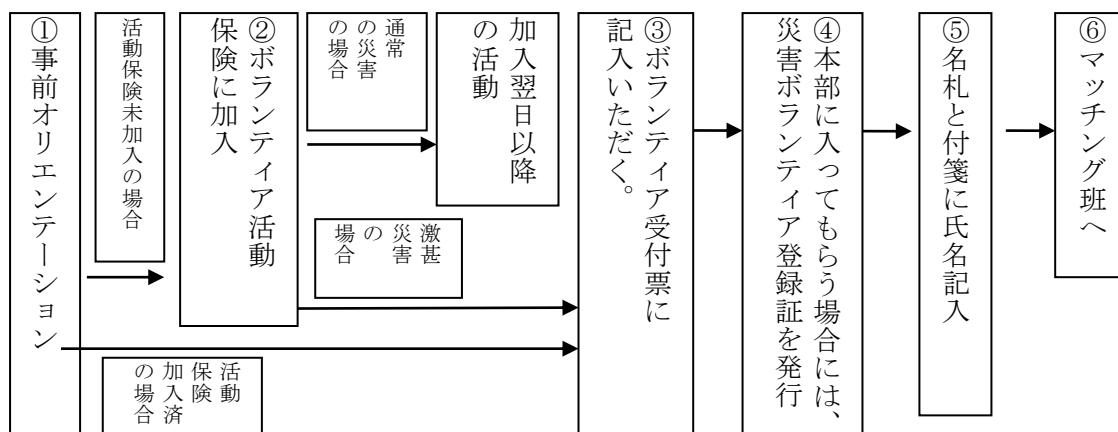 ①事前オリエンテーション
活動保険未加入の場合
②ボランティア活動
保険に加入
通常
の災害
の場合
加入翌日以降
の活動
激甚
災害
の
場合
活動
保険
加入済
の場合
③ボランティア受付票に
記入いただく。
④本部に入ってもらう場合には、
災害ボランティア登録証を発行
⑤名札と付箋に氏名記入
⑥マッチング班へ